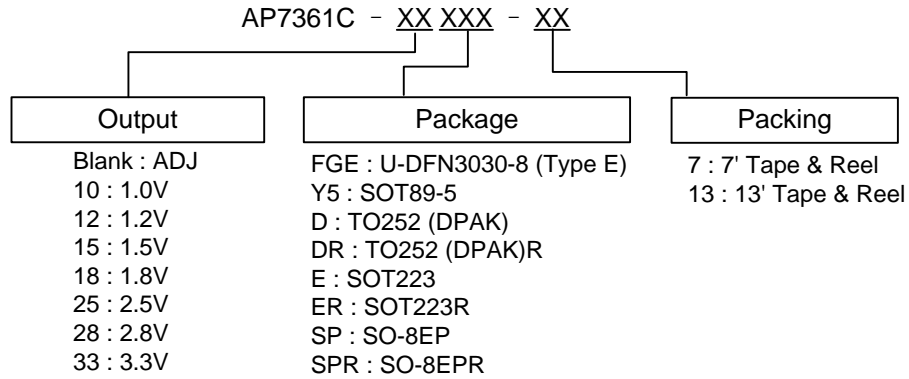 AP7361C – XX XXX – XX
Output
Blank : ADJ
10 : 1.0V
12 : 1.2V
15 : 1.5V
18 : 1.8V
25 : 2.5V
28 : 2.8V
33 : 3.3V
Package
FGE : U-DFN3030-8 (Type E)
Y5 : SOT89-5
D : TO252 (DPAK)
DR : TO252 (DPAK)R
E : SOT223
ER : SOT223R
SP : SO-8EP
SPR : SO-8EPR
Packing
7 : 7' Tape & Reel
13 : 13' Tape & Reel